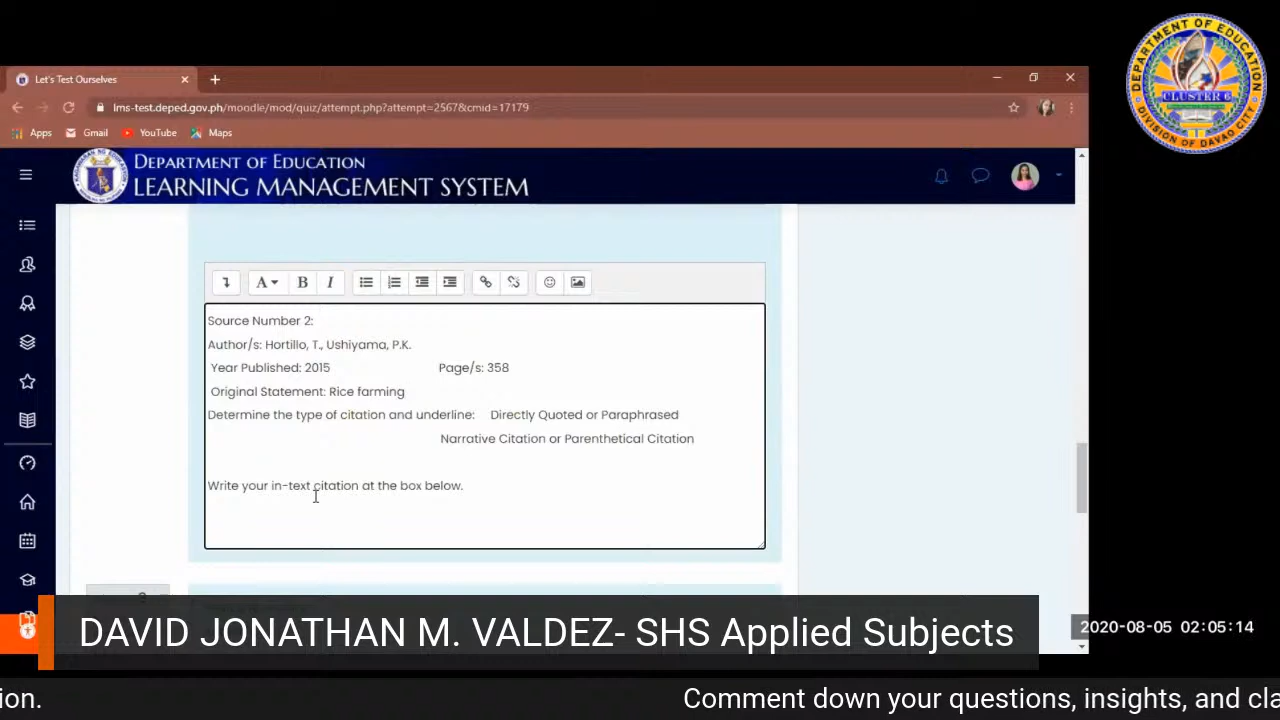 DEPARTMENT OF EDUCATION
CLUSTER 6
DIVISION OF DAVAO CITY
Let's Test Ourselves
lms-test.deped.gov.ph/moodle/mod/quiz/attempt.php?attempt=2567&cmid=17179
Apps Gmail YouTube Maps
DEPARTMENT OF EDUCATION
LEARNING MANAGEMENT SYSTEM
A B I
Source Number 2:
Author/s: Hortillo, T., Ushiyama, P.K.
Year Published: 2015 Page/s: 358
Original Statement: Rice farming
Determine the type of citation and underline: Directly Quoted or Paraphrased
Narrative Citation or Parenthetical Citation
Write your in-text citation at the box below.
DAVID JONATHAN M. VALDEZ- SHS Applied Subjects
2020-08-05 02:05:14
ion. Comment down your questions, insights, and cla